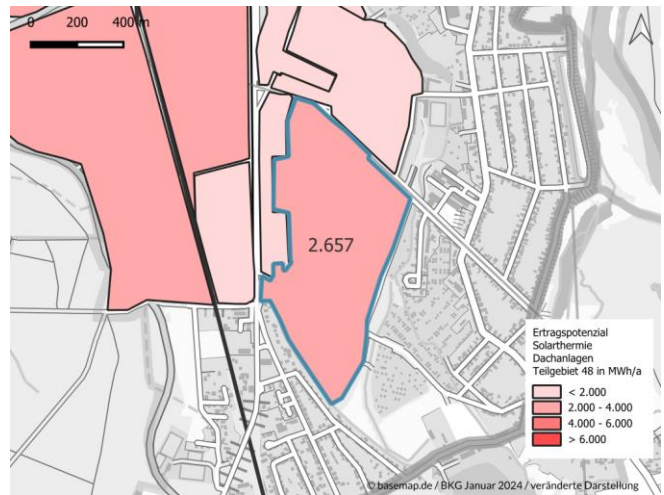 0 200 400 m
2.657
Ertragspotenzial
Solarthermie
Dachanlagen
Teilgebiet 48 in MWh/a
< 2.000
2.000 - 4.000
4.000 - 6.000
> 6.000
© basemap.de / BKG Januar 2024 / veränderte Darstellung